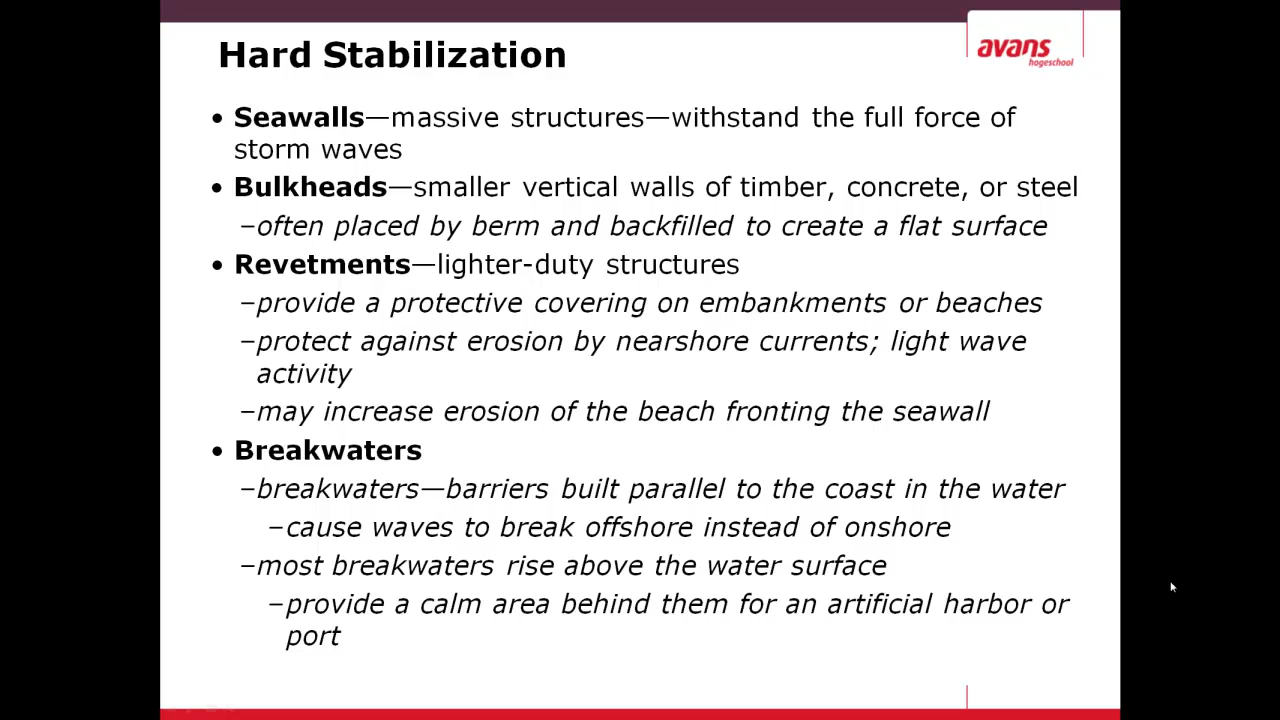 Hard Stabilization
avans
hogeschool
• Seawalls—massive structures—withstand the full force of
storm waves
• Bulkheads—smaller vertical walls of timber, concrete, or steel
–often placed by berm and backfilled to create a flat surface
• Revetments—lighter-duty structures
–provide a protective covering on embankments or beaches
–protect against erosion by nearshore currents; light wave
activity
–may increase erosion of the beach fronting the seawall
• Breakwaters
–breakwaters—barriers built parallel to the coast in the water
–cause waves to break offshore instead of onshore
–most breakwaters rise above the water surface
–provide a calm area behind them for an artificial harbor or
port